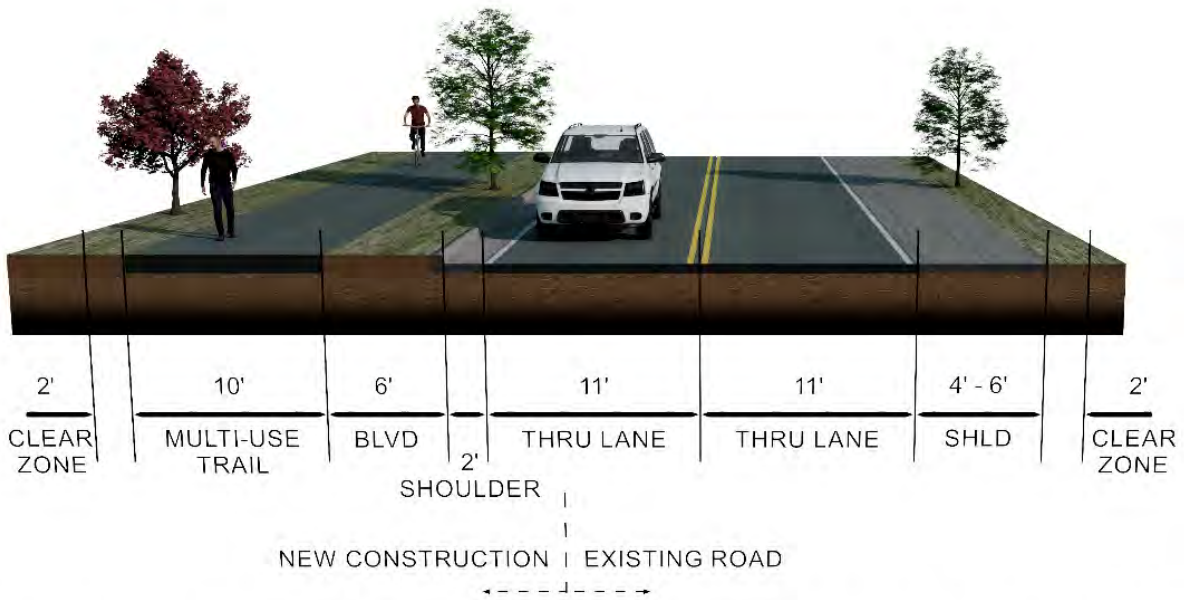 2'
10'
6'
11'
11'
4' - 6'
2'
CLEAR
ZONE
MULTI-USE
TRAIL
BLVD
2'
SHOULDER
THRU LANE
THRU LANE
SHLD
CLEAR
ZONE
NEW CONSTRUCTION
EXISTING ROAD